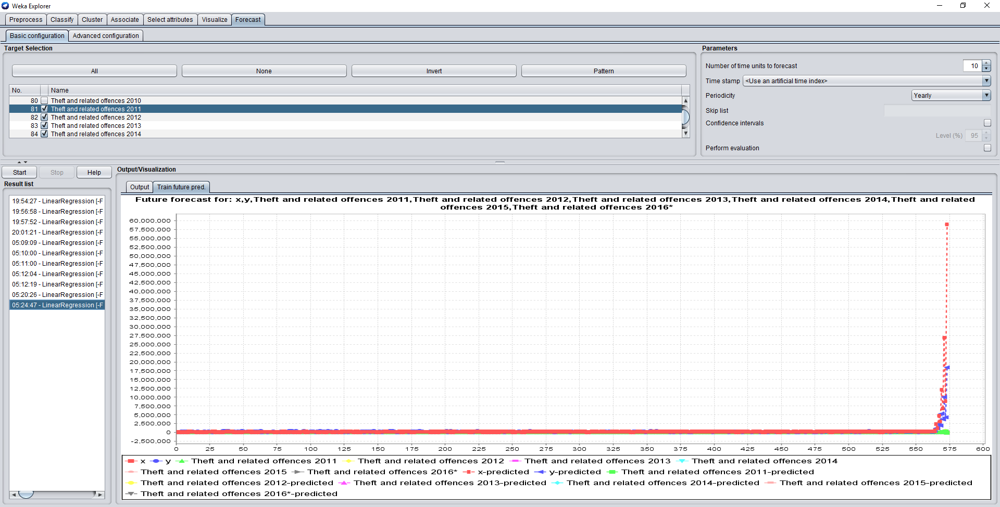 Weka Explorer
Preprocess Classify Cluster Associate Select attributes Visualize Forecast
Basic configuration Advanced configuration
Target Selection
All None Invert Pattern
No. Name
80 Theft and related offences 2010
81 Theft and related offences 2011
82 Theft and related offences 2012
83 Theft and related offences 2013
84 Theft and related offences 2014
Parameters
Number of time units to forecast 10
Time stamp <Use an artificial time index>
Periodicity Yearly
Skip list
Confidence intervals
Level (%) 95
Perform evaluation
Start Stop Help
Result list
19:54:27 - LinearRegression [-F
19:56:58 - LinearRegression [-F
19:57:52 - LinearRegression [-F
20:01:21 - LinearRegression [-F
05:09:09 - LinearRegression [-F
05:10:00 - LinearRegression [-F
05:11:00 - LinearRegression [-F
05:12:04 - LinearRegression [-F
05:12:19 - LinearRegression [-F
05:20:26 - LinearRegression [-F
05:24:47 - LinearRegression [-F
Output/Visualization
Output Train future pred.
Future forecast for: x,y,Theft and related offences 2011,Theft and related offences 2012,Theft and related offences 2013,Theft and related offences 2014,Theft and related
offences 2015,Theft and related offences 2016*
60,000,000
57,500,000
55,000,000
52,500,000
50,000,000
47,500,000
45,000,000
42,500,000
40,000,000
37,500,000
35,000,000
32,500,000
30,000,000
27,500,000
25,000,000
22,500,000
20,000,000
17,500,000
15,000,000
12,500,000
10,000,000
7,500,000
5,000,000
2,500,000
0
-2,500,000
0 25 50 75 100 125 150 175 200 225 250 275 300 325 350 375 400 425 450 475 500 525 550 575 600
x y Theft and related offences 2011 Theft and related offences 2012 Theft and related offences 2013 Theft and related offences 2014
Theft and related offences 2015 Theft and related offences 2016* x-predicted y-predicted Theft and related offences 2011-predicted
Theft and related offences 2012-predicted Theft and related offences 2013-predicted Theft and related offences 2014-predicted Theft and related offences 2015-predicted
Theft and related offences 2016*-predicted